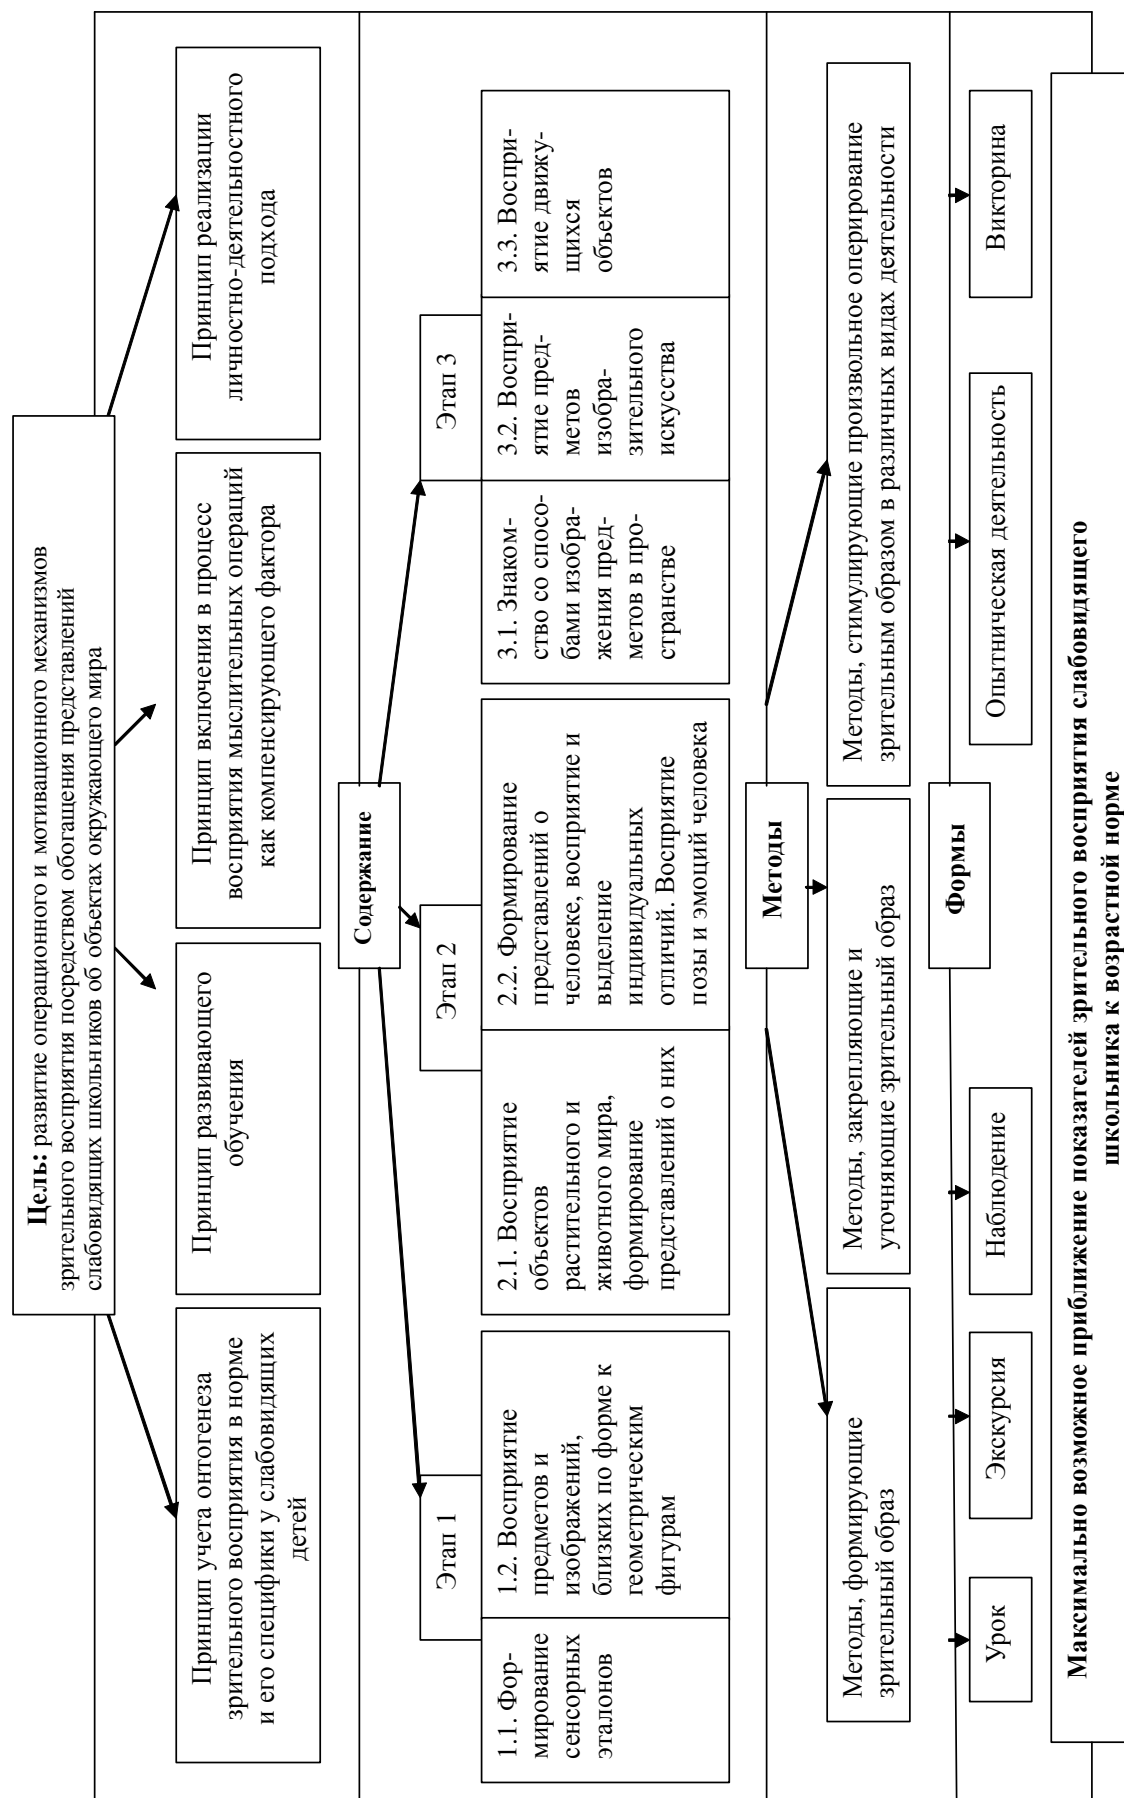 Цель: развитие операционного и мотивационного механизмов
зрительного восприятия посредством обогащения представлений
слабовидящих школьников об объектах окружающего мира
Принцип учета онтогенеза
зрительного восприятия в норме
и его специфики у слабовидящих
детей
Принцип развивающего
обучения
Принцип включения в процесс
восприятия мыслительных операций
как компенсирующего фактора
Принцип реализации
личностно-деятельностного
подхода
Содержание
Этап 1
1.1. Фор-
мирование
сенсорных
эталонов
1.2. Восприятие
предметов и
изображений,
близких по форме к
геометрическим
фигурам
Этап 2
2.1. Восприятие
объектов
растительного и
животного мира,
формирование
представлений о них
2.2. Формирование
представлений о
человеке, восприятие и
выделение
индивидуальных
отличий. Восприятие
позы и эмоций человека
Этап 3
3.1. Знаком-
ство со спосо-
бами изобра-
жения пред-
метов в про-
странстве
3.2. Воспри-
ятие пред-
метов
изобра-
зительного
искусства
3.3. Воспри-
ятие движу-
щихся
объектов
Методы
Методы, формирующие
зрительный образ
Методы, закрепляющие и
уточняющие зрительный образ
Методы, стимулирующие произвольное оперирование
зрительным образом в различных видах деятельности
Формы
Урок
Экскурсия
Наблюдение
Опытническая деятельность
Викторина
Максимально возможное приближение показателей зрительного восприятия слабовидящего
школьника к возрастной норме